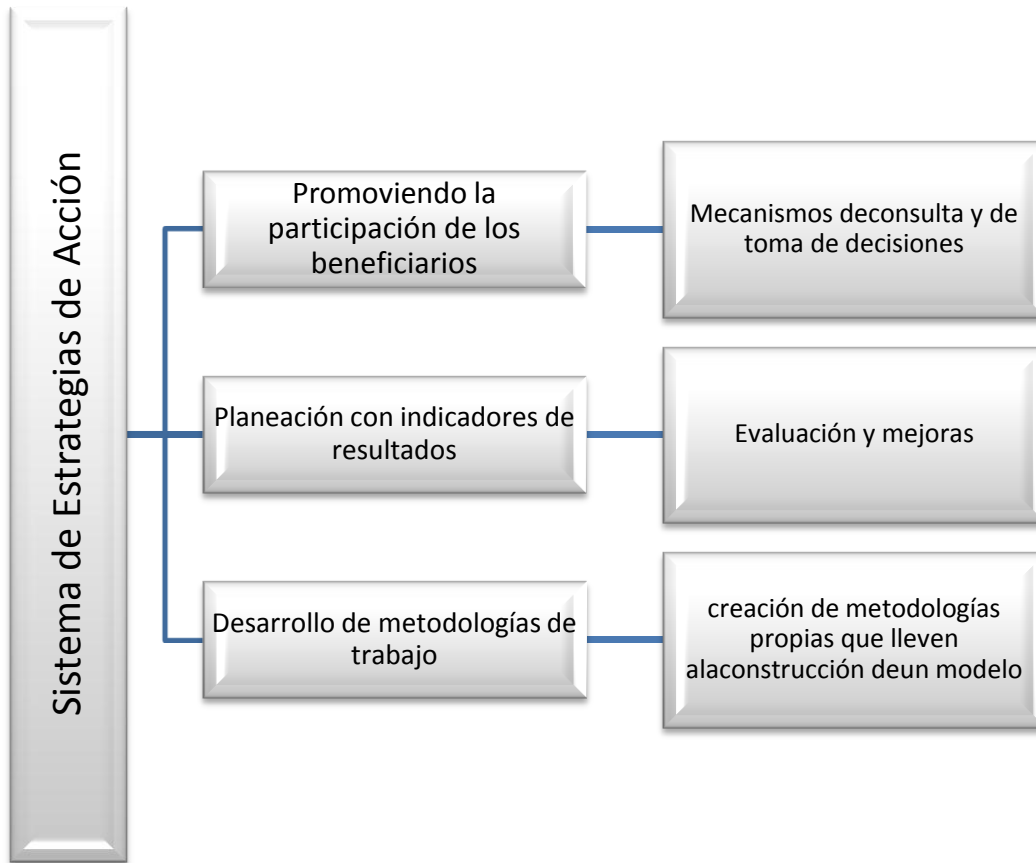 Sistema de Estrategias de Acción
Promoviendo la
participación de los
beneficiarios
Mecanismos deconsulta y de
toma de decisiones
Planeación con indicadores de
resultados
Evaluación y mejoras
Desarrollo de metodologías de
trabajo
creación de metodologías
propias que lleven
alaconstrucción deun modelo